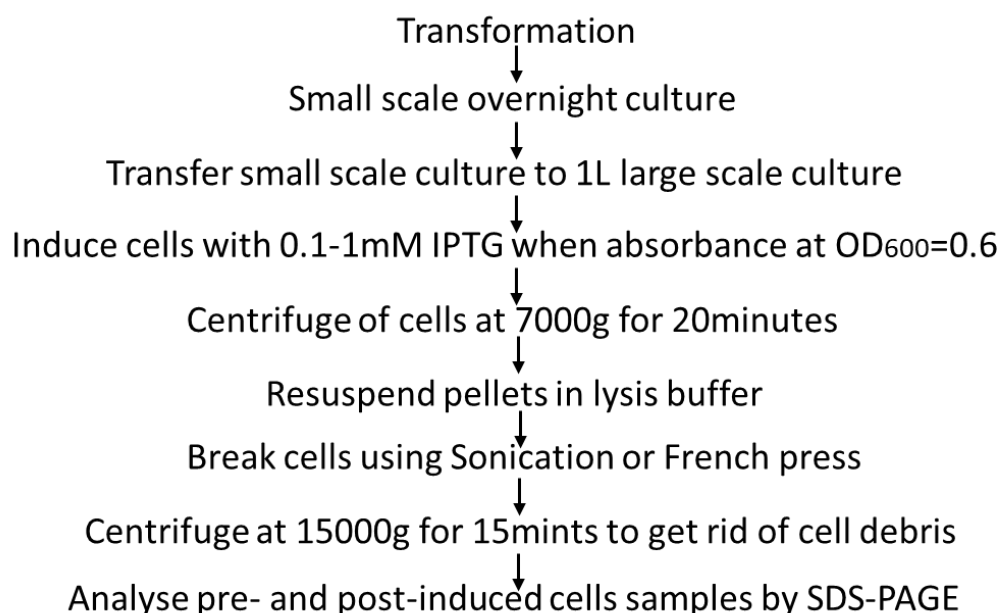 Transformation
Small scale overnight culture
Transfer small scale culture to 1L large scale culture
Induce cells with 0.1-1mM IPTG when absorbance at OD600=0.6
Centrifuge of cells at 7000g for 20minutes
Resuspend pellets in lysis buffer
Break cells using Sonication or French press
Centrifuge at 15000g for 15mints to get rid of cell debris
Analyse pre- and post-induced cells samples by SDS-PAGE